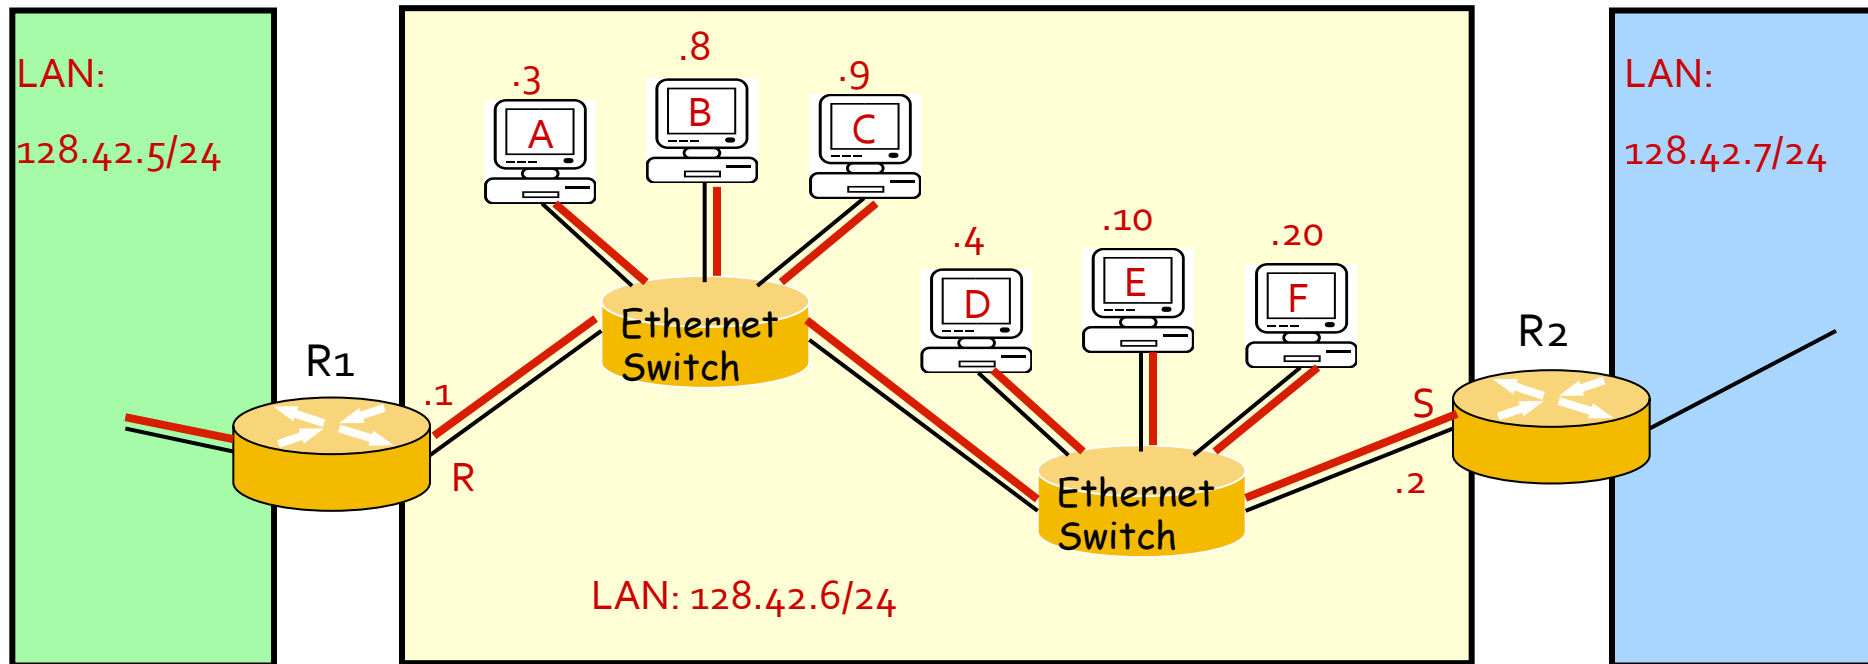 LAN:
128.42.5/24
.3
A
.8
B
.9
C
Ethernet
Switch
R1
.1
R
.4
D
.10
E
.20
F
Ethernet
Switch
S
.2
R2
LAN: 128.42.6/24
LAN:
128.42.7/24